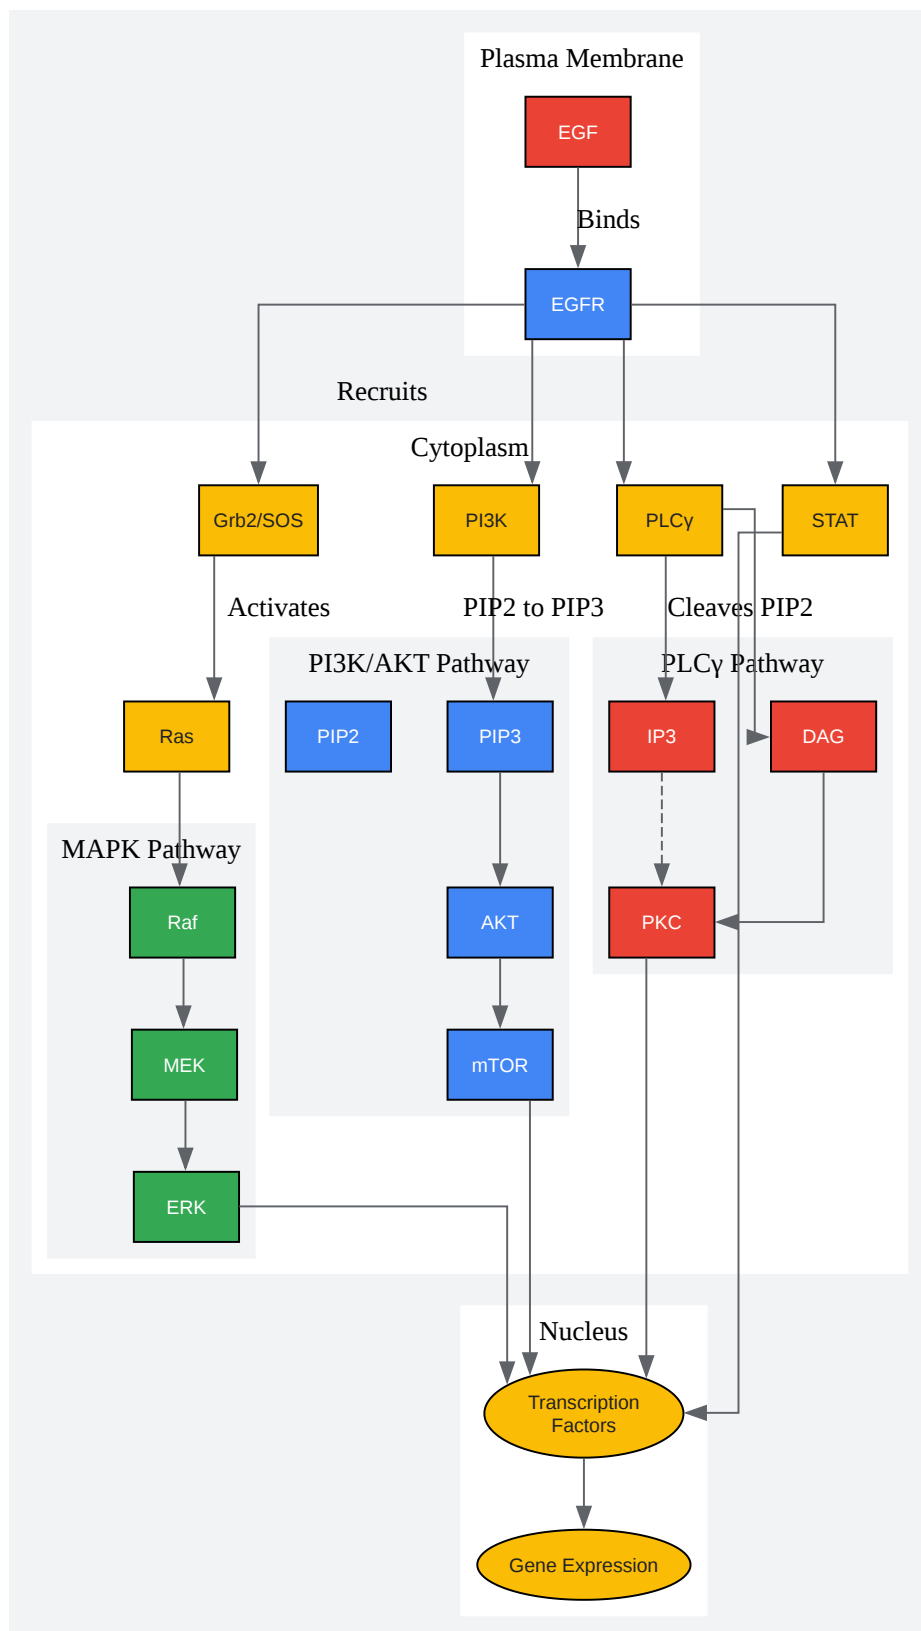 Plasma Membrane
EGF
Binds
EGFR
Recruits
Cytoplasm
Grb2/SOS
PI3K
PLCγ
STAT
Activates
PIP2 to PIP3
Cleaves PIP2
PI3K/AKT Pathway
PLCγ Pathway
Ras
PIP2
PIP3
IP3
DAG
MAPK Pathway
Raf
AKT
PKC
MEK
mTOR
ERK
Nucleus
Transcription
Factors
Gene Expression